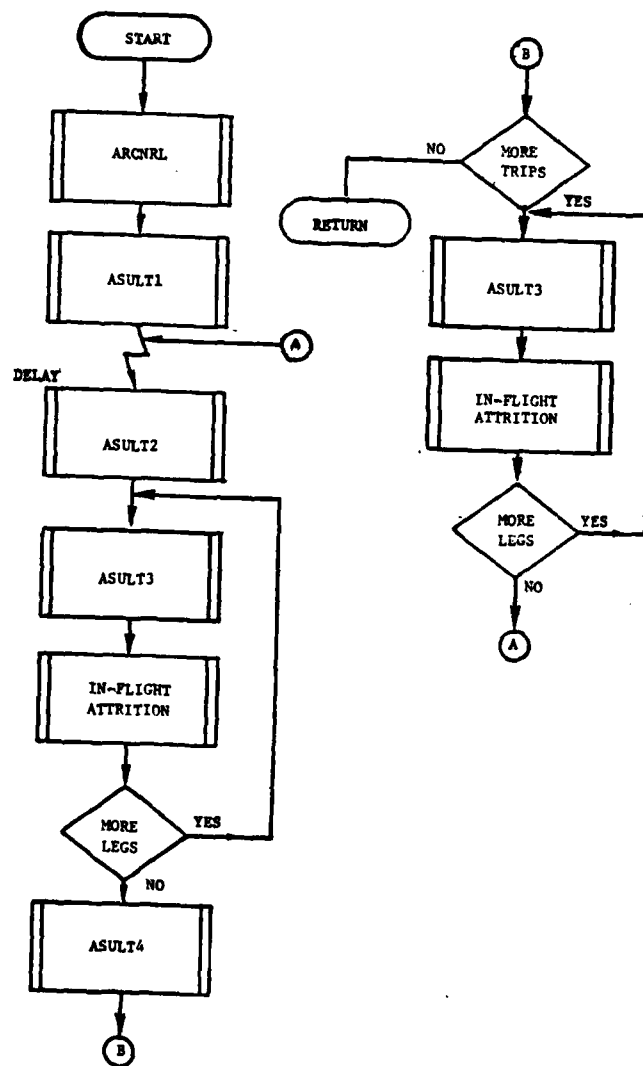 START
ARCNRL
ASULT1
A
DELAY
ASULT2
ASULT3
IN-FLIGHT
ATTRITION
MORE
LEGS
YES
NO
ASULT4
B
B
MORE
TRIPS
NO
YES
RETURN
ASULT3
IN-FLIGHT
ATTRITION
MORE
LEGS
YES
NO
A